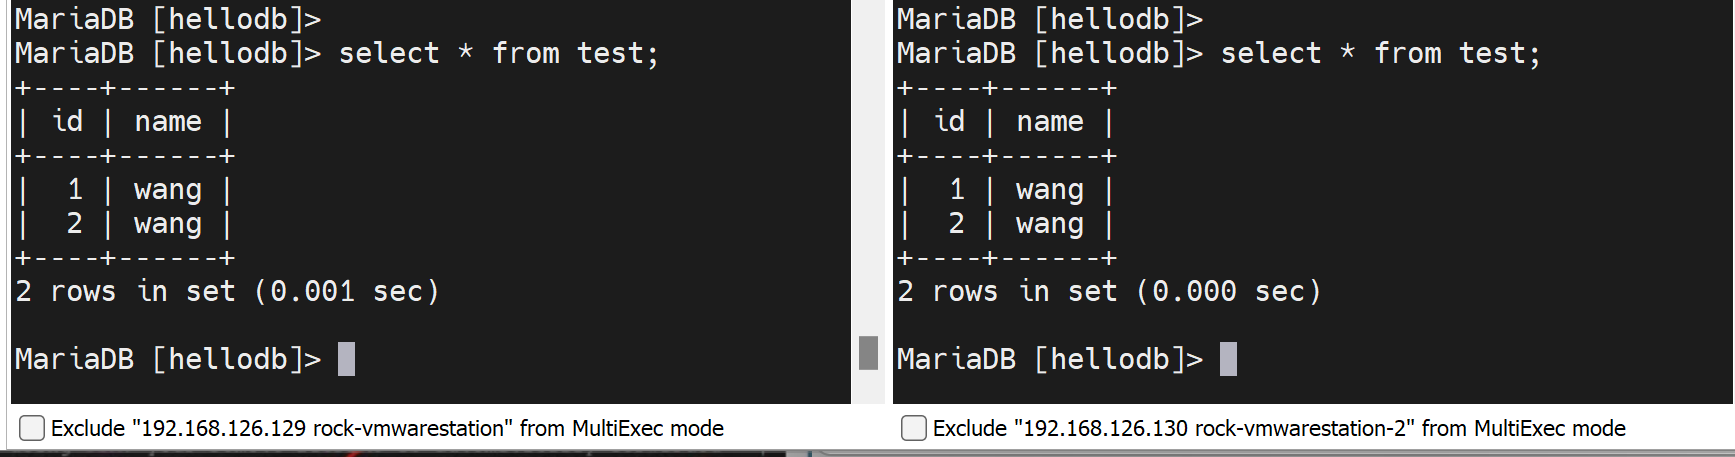 MariaDB [hellodb]>
MariaDB [hellodb]> select * from test;
+----+------+
| id | name |
+----+------+
|  1 | wang |
|  2 | wang |
+----+------+
2 rows in set (0.001 sec)
MariaDB [hellodb]>
Exclude "192.168.126.129 rock-vmwarestation" from MultiExec mode
MariaDB [hellodb]>
MariaDB [hellodb]> select * from test;
+----+------+
| id | name |
+----+------+
|  1 | wang |
|  2 | wang |
+----+------+
2 rows in set (0.000 sec)
MariaDB [hellodb]>
Exclude "192.168.126.130 rock-vmwarestation-2" from MultiExec mode